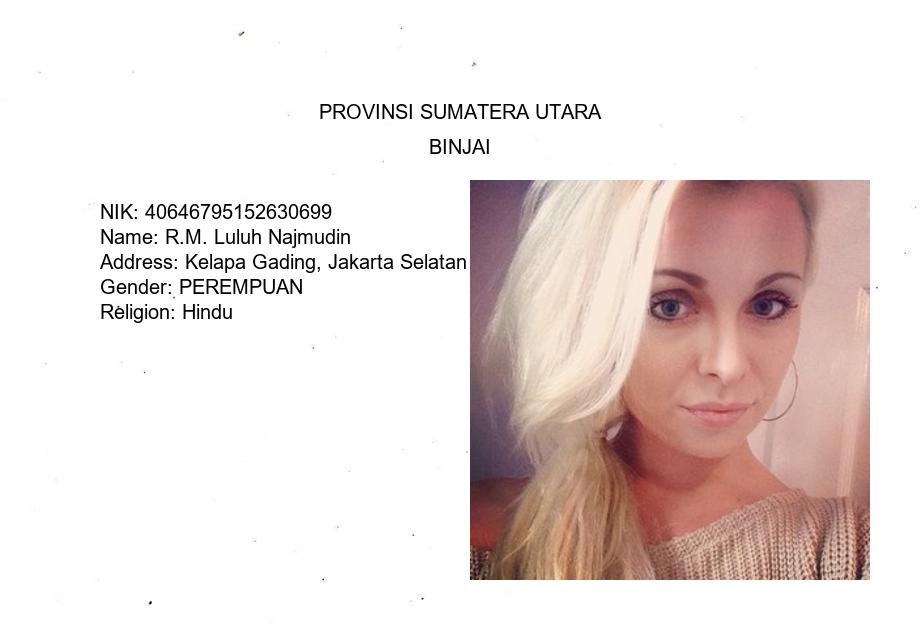 PROVINSI SUMATERA UTARA
BINJAI
NIK: 40646795152630699
Name: R.M. Luluh Najmudin
Address: Kelapa Gading, Jakarta Selatan
Gender: PEREMPUAN
Religion: Hindu